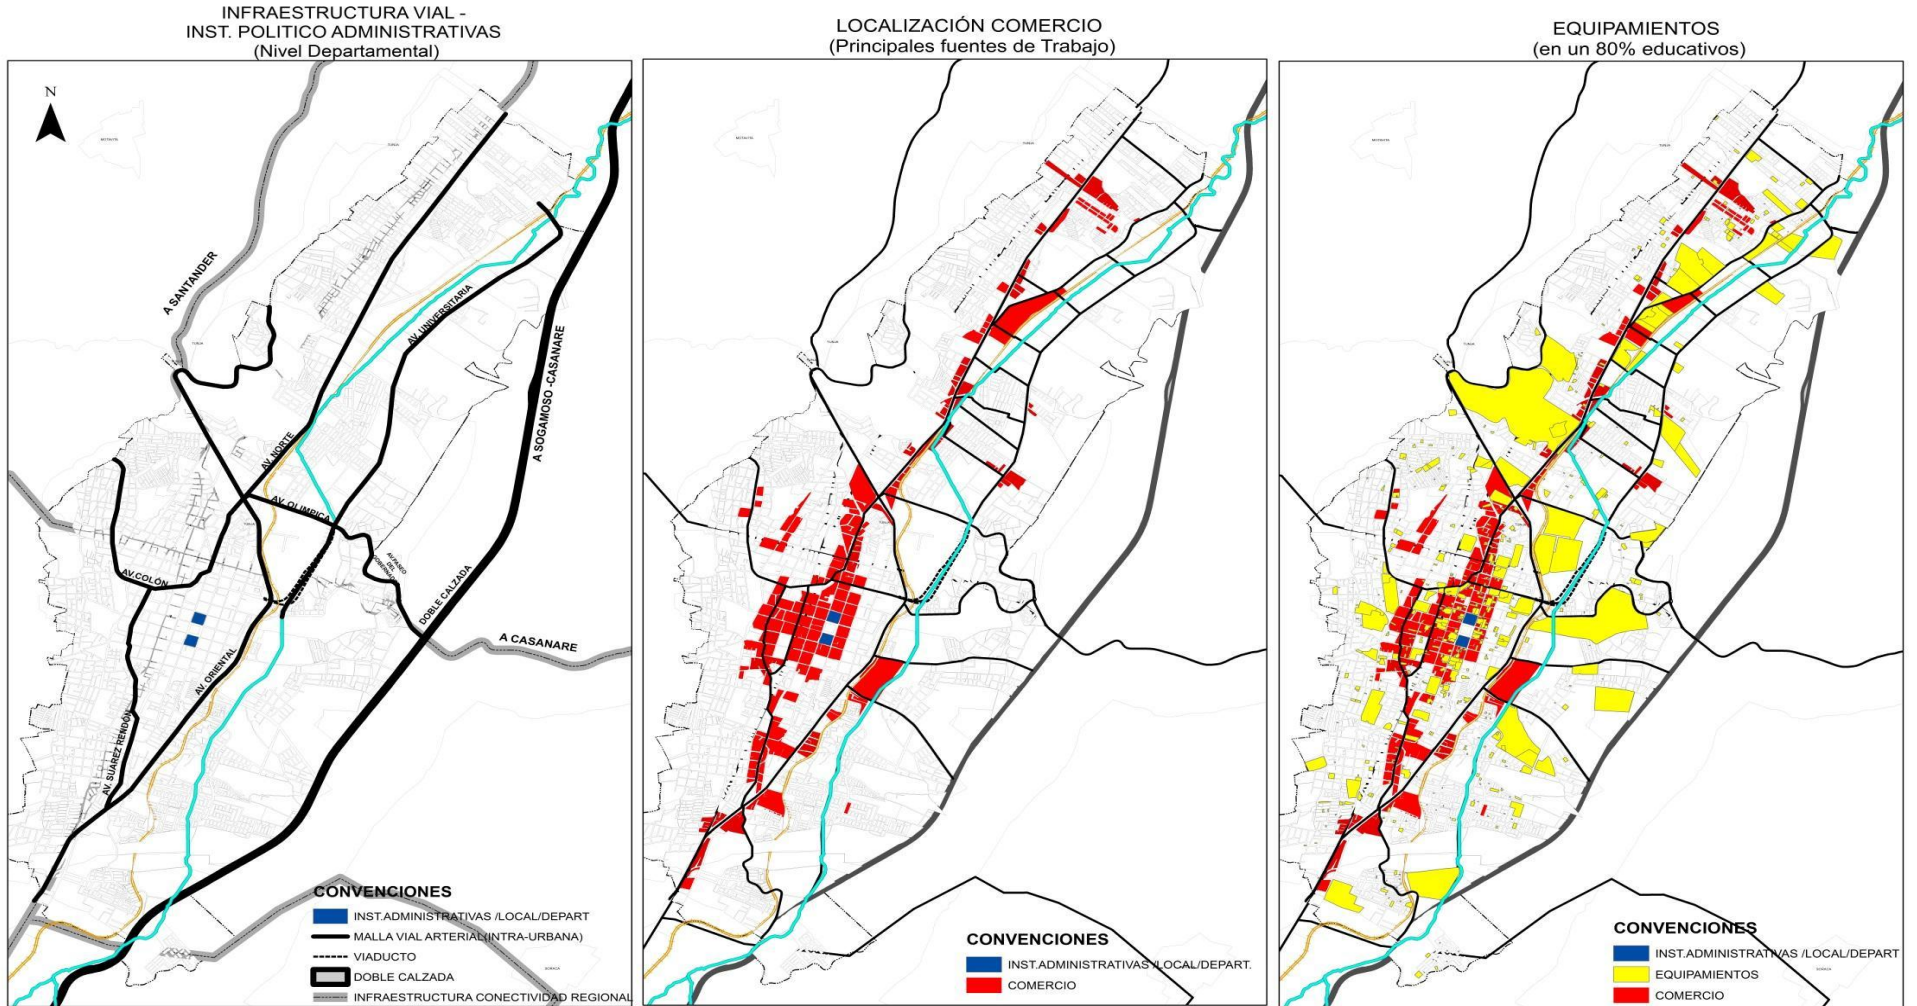 INFRAESTRUCTURA VIAL -
INST. POLITICO ADMINISTRATIVAS
(Nivel Departamental)
N
A SANTANDER
AV. UNIVERSITARIA
A SOGAMOSO -CASANARE
AV. NORTE
AV. OLIMPICA
AV.COLÓN
DOBLE CALZADA
A CASANARE
AV. ORIENTAL
AV. SUAREZ RENDÓN
CONVENCIONES
INST.ADMINISTRATIVAS /LOCAL/DEPART
MALLA VIAL ARTERIAL(INTRA-URBANA)
VIADUCTO
DOBLE CALZADA
INFRAESTRUCTURA CONECTIVIDAD REGIONAL
LOCALIZACIÓN COMERCIO
(Principales fuentes de Trabajo)
CONVENCIONES
INST.ADMINISTRATIVAS /LOCAL/DEPART.
COMERCIO
EQUIPAMIENTOS
(en un 80% educativos)
CONVENCIONES
INST.ADMINISTRATIVAS /LOCAL/DEPART
EQUIPAMIENTOS
COMERCIO